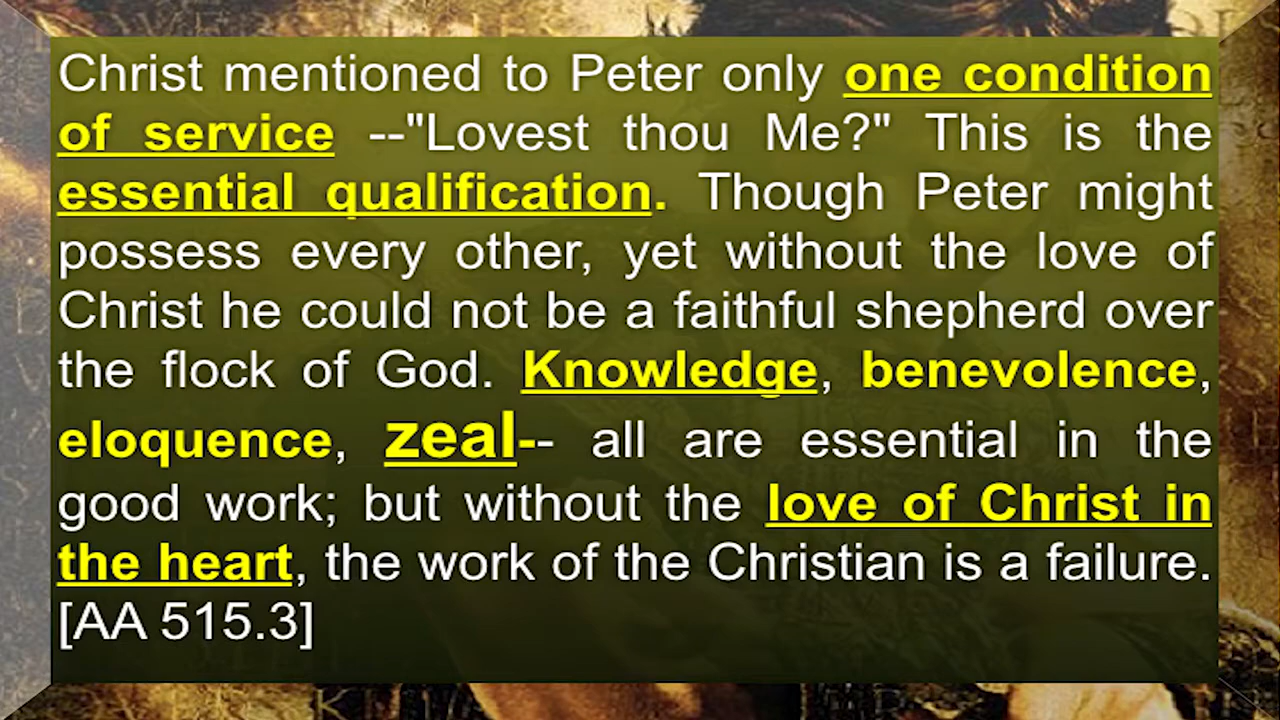 Christ mentioned to Peter only one condition
of service --"Lovest thou Me?" This is the
essential qualification. Though Peter might
possess every other, yet without the love of
Christ he could not be a faithful shepherd over
the flock of God. Knowledge, benevolence,
eloquence, zeal-- all are essential in the
good work; but without the love of Christ in
the heart, the work of the Christian is a failure.
[AA 515.3]